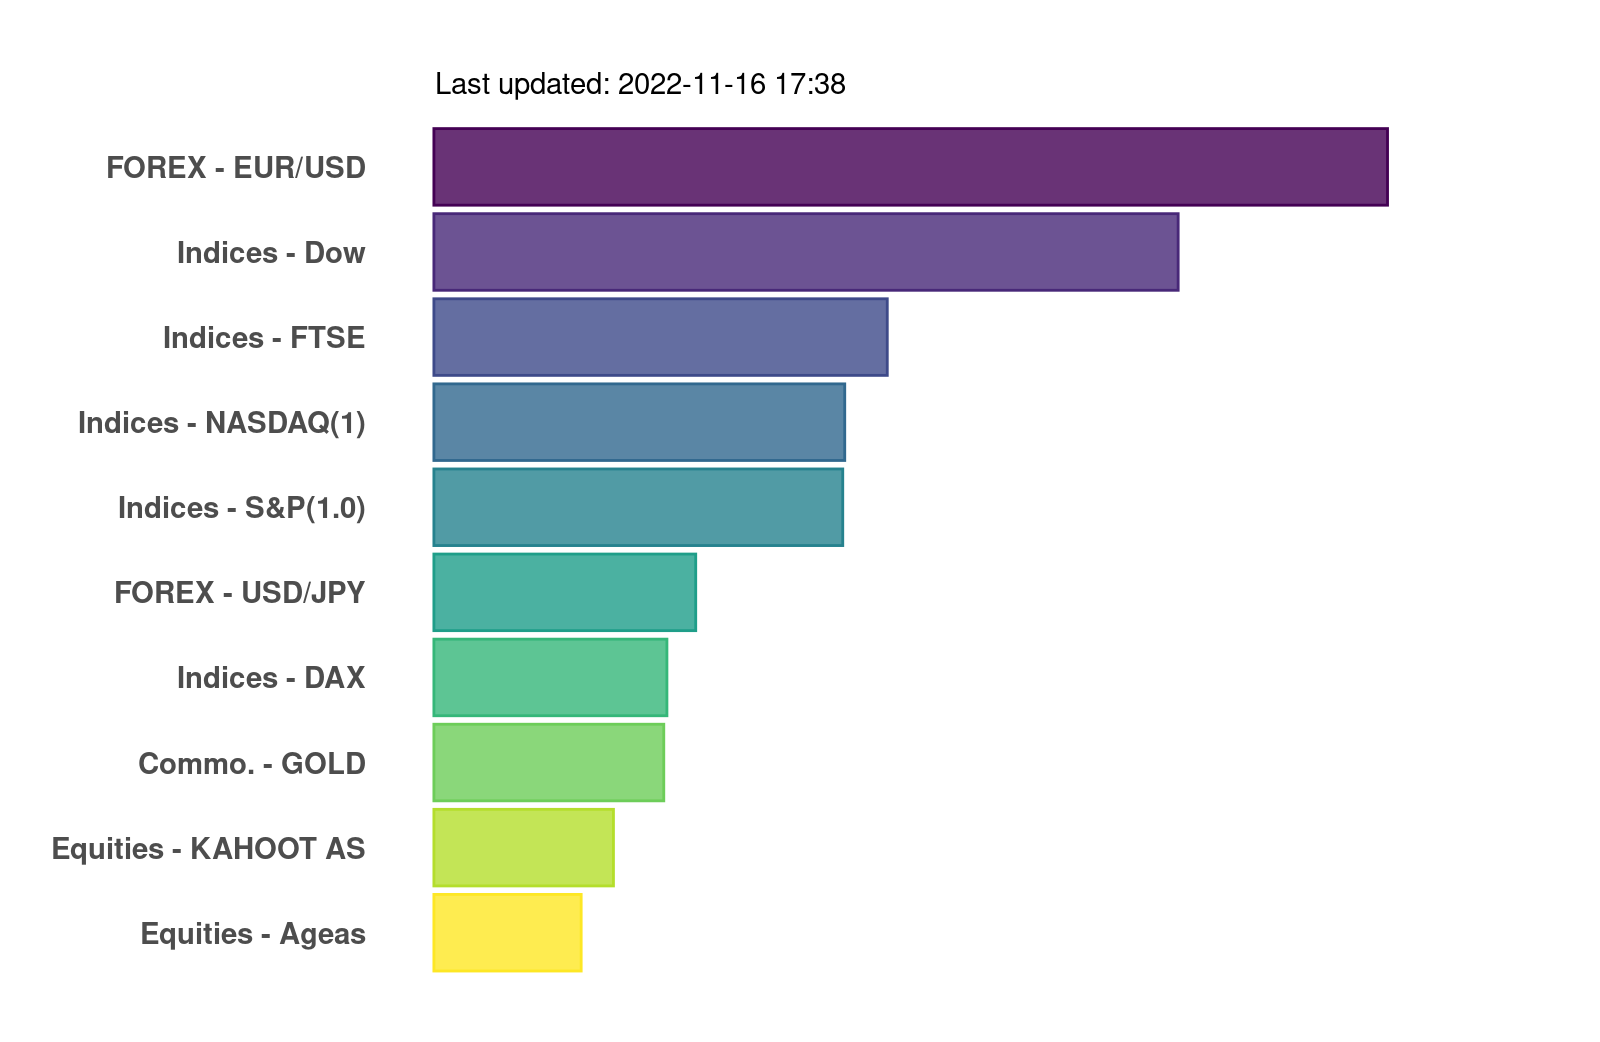 Last updated: 2022-11-16 17:38
FOREX - EUR/USD
Indices - Dow
Indices - FTSE
Indices - NASDAQ(1)
Indices - S&P(1.0)
FOREX - USD/JPY
Indices - DAX
Commo. - GOLD
Equities - KAHOOT AS
Equities - Ageas